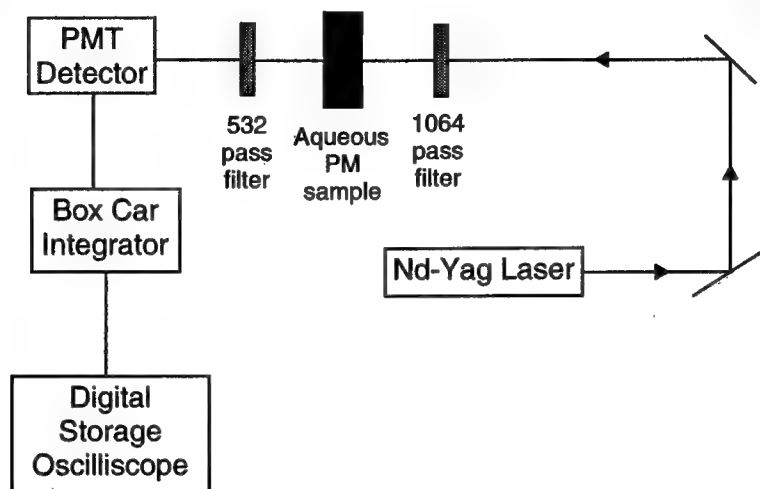 PMT
Detector
532
pass
filter
Aqueous
PM
sample
1064
pass
filter
Box Car
Integrator
Nd-Yag Laser
Digital
Storage
Oscilliscope